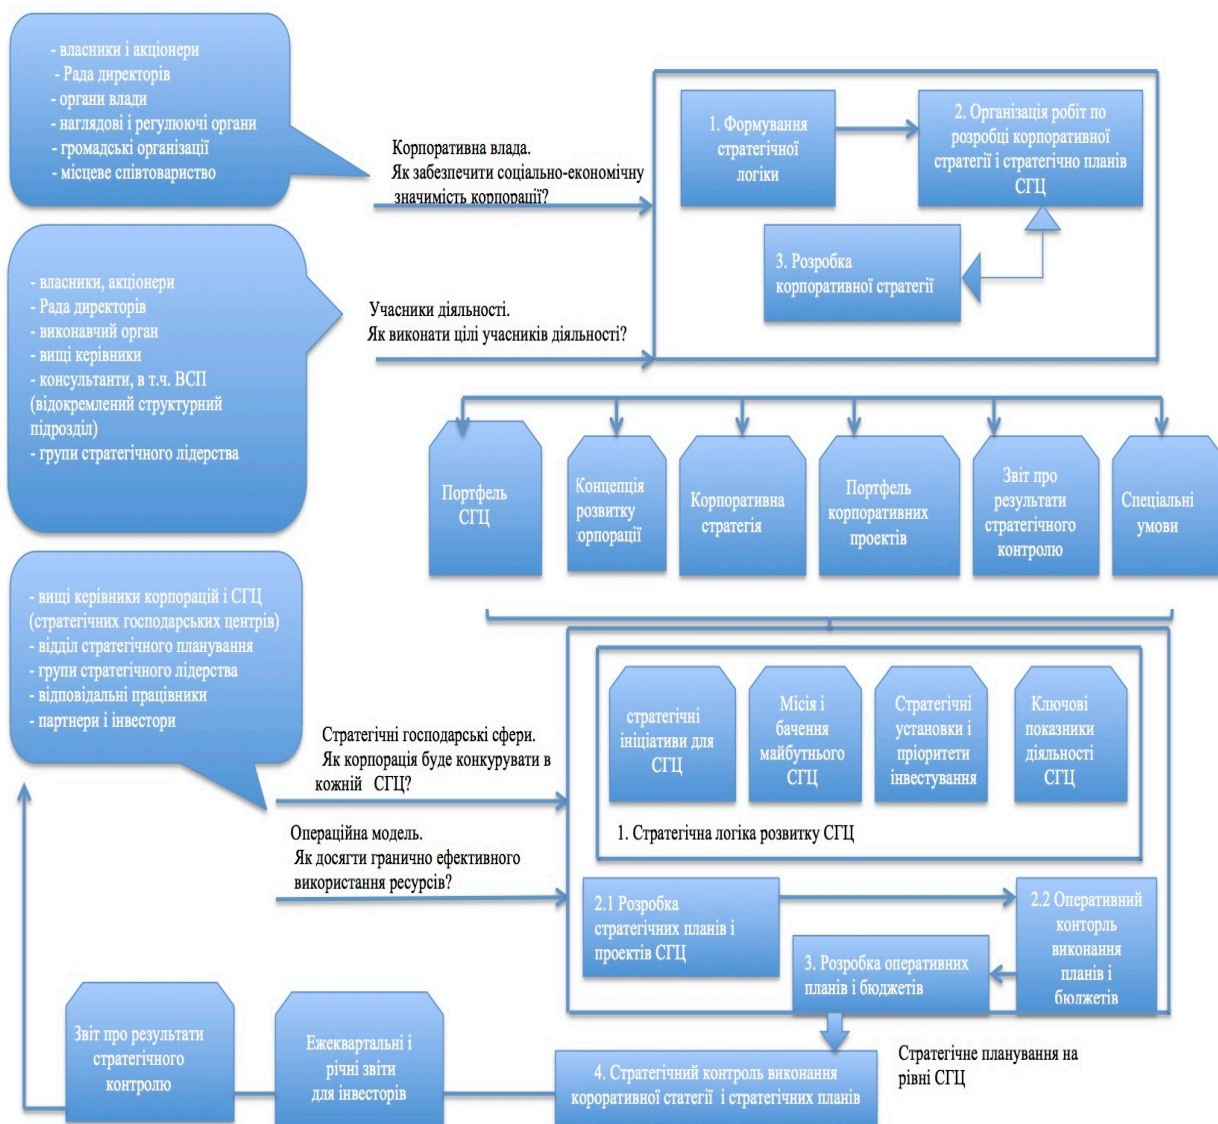 - власники і акціонери
- Рада директорів
- органи влади
- наглядові і регулюючі органи
- громадські організації
- місцеве співтовариство
Корпоративна влада.
Як забезпечити соціально-економічну
значимість корпорації?
1. Формування
стратегічної
логіки
2. Організація робіт по
розробці корпоративної
стратегії і стратегічно планів
СГЦ
3. Розробка
корпоративної стратегії
- власники, акціонери
- Рада директорів
- виконавчий орган
- вищі керівники
- консультанти, в т.ч. ВСП
(відокремлений структурний
підрозділ)
- групи стратегічного лідерства
Учасники діяльності.
Як виконати цілі учасників діяльності?
Портфель
СГЦ
Концепція
розвитку
корпорації
Корпоративна
стратегія
Портфель
корпоративних
проектів
Звіт про
результати
стратегічного
контролю
Спеціальні
умови
- вищі керівники корпорацій і СГЦ
(стратегічних господарських центрів)
- відділ стратегічного планування
- групи стратегічного лідерства
- відповідальні працівники
- партнери і інвестори
Стратегічні господарські сфери.
Як корпорація буде конкурувати в
кожній СГЦ?
Операційна модель.
Як досягти гранично ефективного
використання ресурсів?
стратегічні
ініціативи для
СГЦ
Місія і
бачення
майбутнього
СГЦ
Стратегічні
установки і
пріоритети
інвестування
Ключові
показники
діяльності
СГЦ
1. Стратегічна логіка розвитку СГЦ
2.1 Розробка
стратегічних планів і
проектів СГЦ
2.2 Оперативний
конторль
виконання
планів і
бюджетів
3. Розробка оперативних
планів і бюджетів
4. Стратегічний контроль виконання
короративної статегії і стратегічних планів
Стратегічне планування на
рівні СГЦ
Ежеквартальні і
річні звіти
для інвесторів
Звіт про результати
стратегічного
контролю